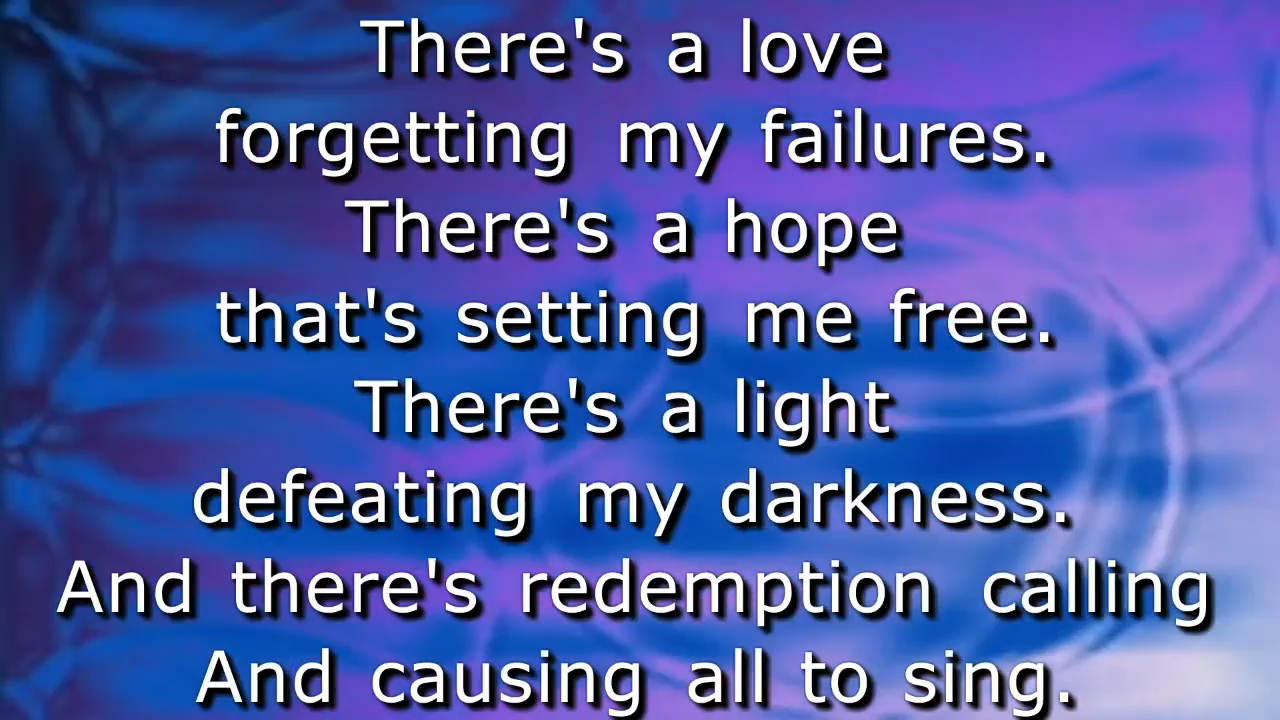 There's a love
forgetting my failures.
There's a hope
that's setting me free.
There's a light
defeating my darkness.
And there's redemption calling
And causing all to sing.